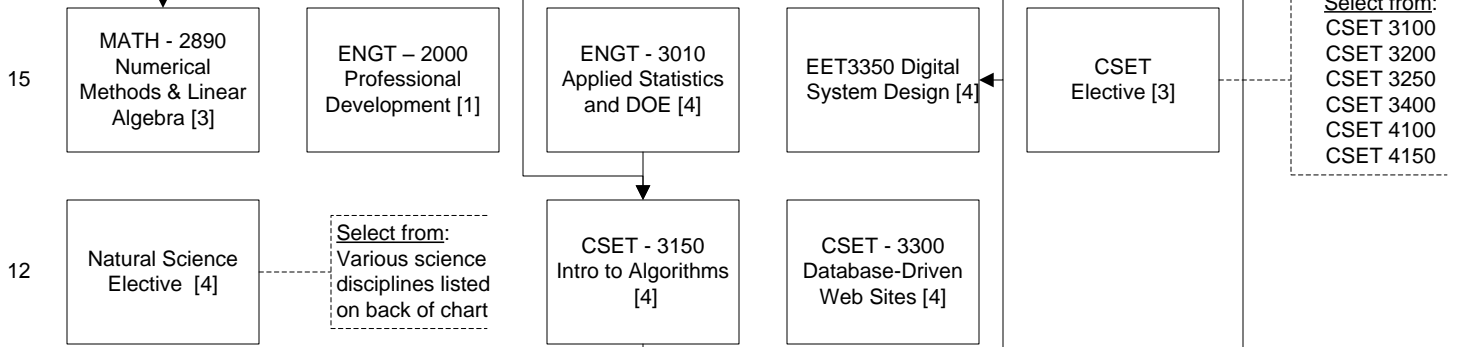 15
MATH - 2890
Numerical
Methods & Linear
Algebra [3]
ENGT – 2000
Professional
Development [1]
ENGT - 3010
Applied Statistics
and DOE [4]
EET3350 Digital
System Design [4]
CSET
Elective [3]
Select from:
CSET 3100
CSET 3200
CSET 3250
CSET 3400
CSET 4100
CSET 4150
12
Natural Science
Elective [4]
Select from:
Various science
disciplines listed
on back of chart
CSET - 3150
Intro to Algorithms
[4]
CSET - 3300
Database-Driven
Web Sites [4]